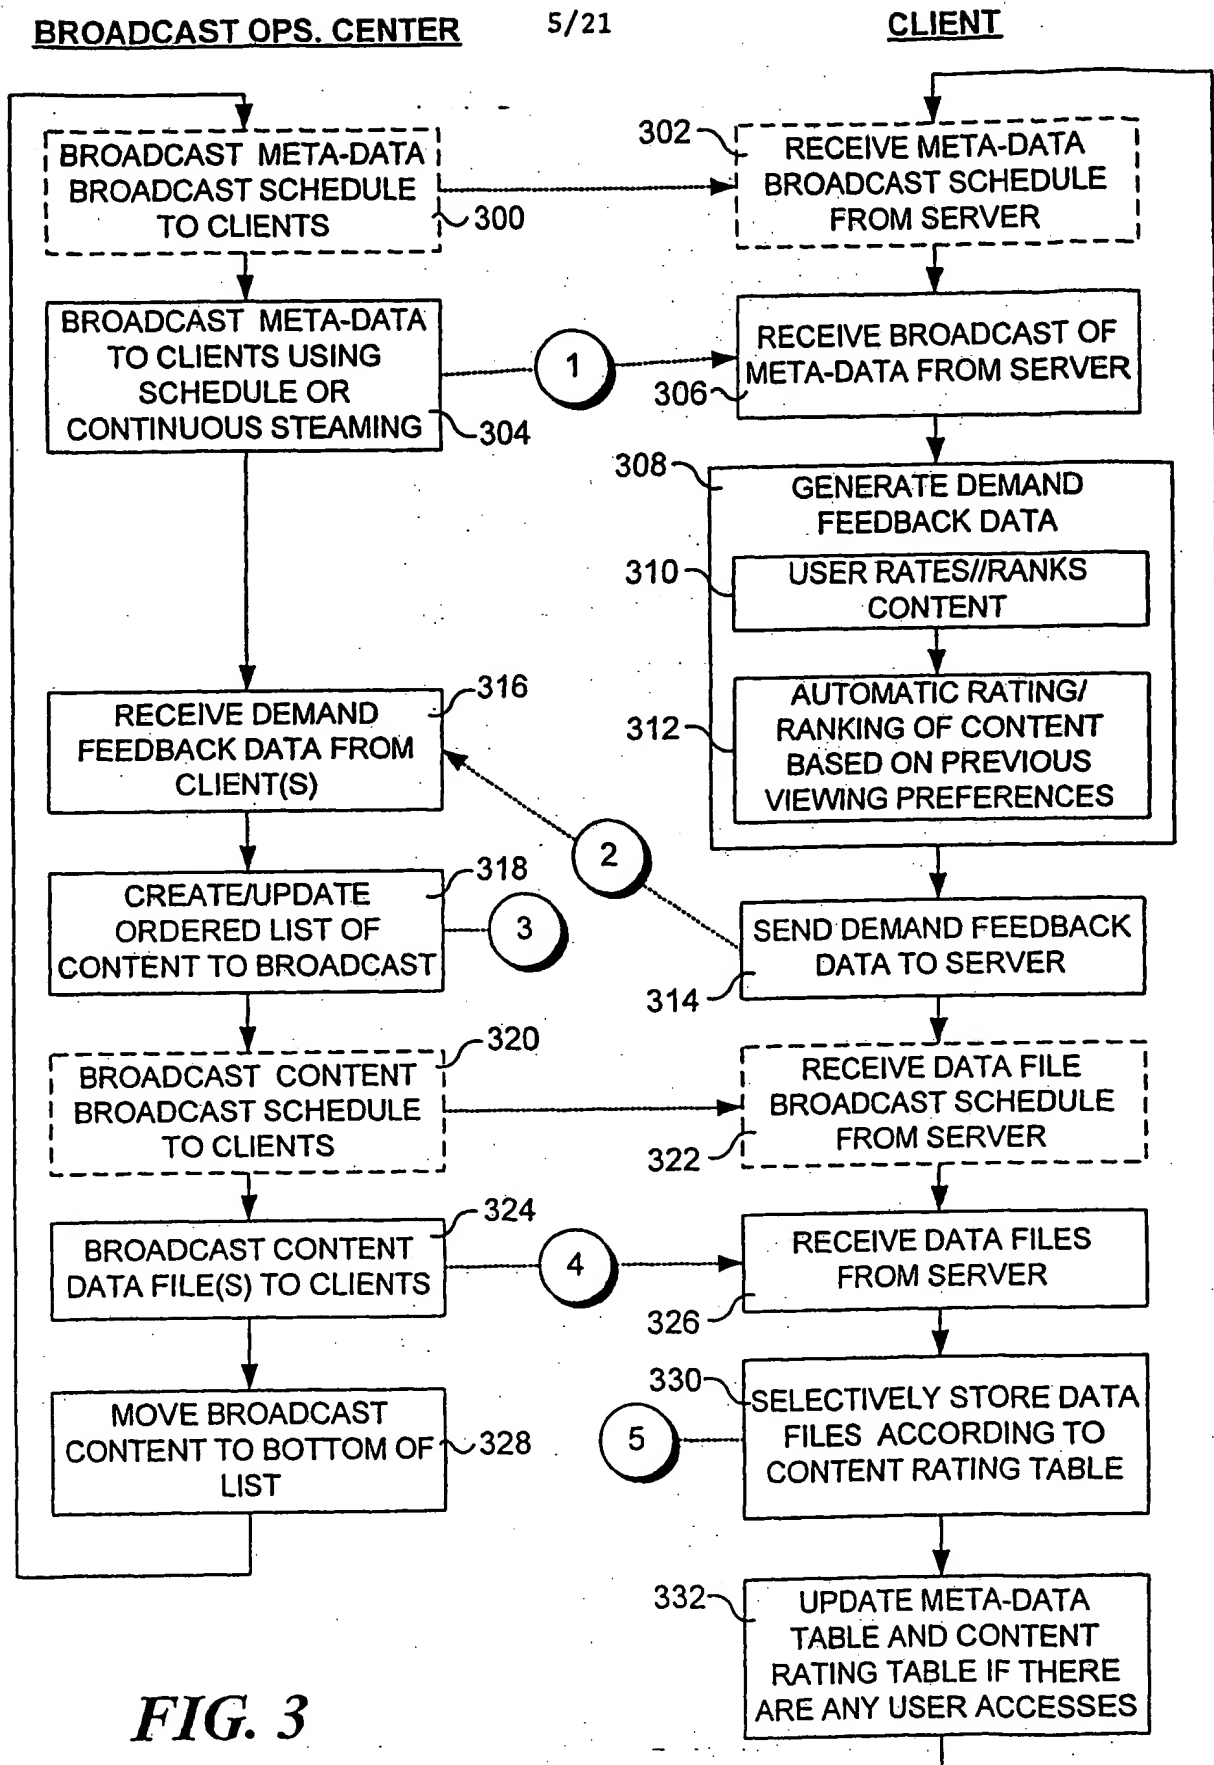 BROADCAST OPS. CENTER
5/21
CLIENT
BROADCAST META-DATA
BROADCAST SCHEDULE
TO CLIENTS
300
302
RECEIVE META-DATA
BROADCAST SCHEDULE
FROM SERVER
BROADCAST META-DATA
TO CLIENTS USING
SCHEDULE OR
CONTINUOUS STEAMING
304
1
RECEIVE BROADCAST OF
META-DATA FROM SERVER
306
308
GENERATE DEMAND
FEEDBACK DATA
310
USER RATES//RANKS
CONTENT
312
AUTOMATIC RATING/
RANKING OF CONTENT
BASED ON PREVIOUS
VIEWING PREFERENCES
316
RECEIVE DEMAND
FEEDBACK DATA FROM
CLIENT(S)
2
318
CREATE/UPDATE
ORDERED LIST OF
CONTENT TO BROADCAST
3
SEND DEMAND FEEDBACK
DATA TO SERVER
314
320
BROADCAST CONTENT
BROADCAST SCHEDULE
TO CLIENTS
RECEIVE DATA FILE
BROADCAST SCHEDULE
FROM SERVER
322
324
BROADCAST CONTENT
DATA FILE(S) TO CLIENTS
4
RECEIVE DATA FILES
FROM SERVER
326
MOVE BROADCAST
CONTENT TO BOTTOM OF
LIST
328
330
5
SELECTIVELY STORE DATA
FILES ACCORDING TO
CONTENT RATING TABLE
332
UPDATE META-DATA
TABLE AND CONTENT
RATING TABLE IF THERE
ARE ANY USER ACCESSES
FIG. 3